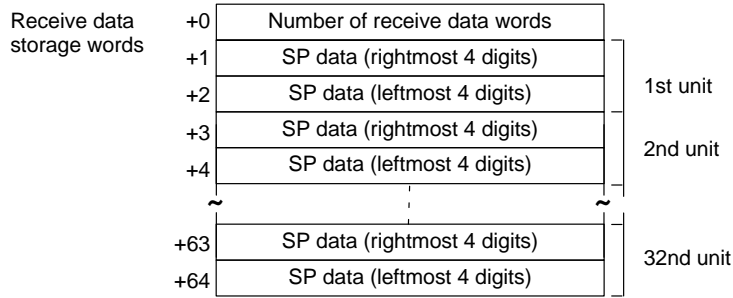 Receive data
storage words
+0 Number of receive data words
+1 SP data (rightmost 4 digits)
+2 SP data (leftmost 4 digits)
1st unit
+3 SP data (rightmost 4 digits)
+4 SP data (leftmost 4 digits)
2nd unit
+63 SP data (rightmost 4 digits)
+64 SP data (leftmost 4 digits)
32nd unit